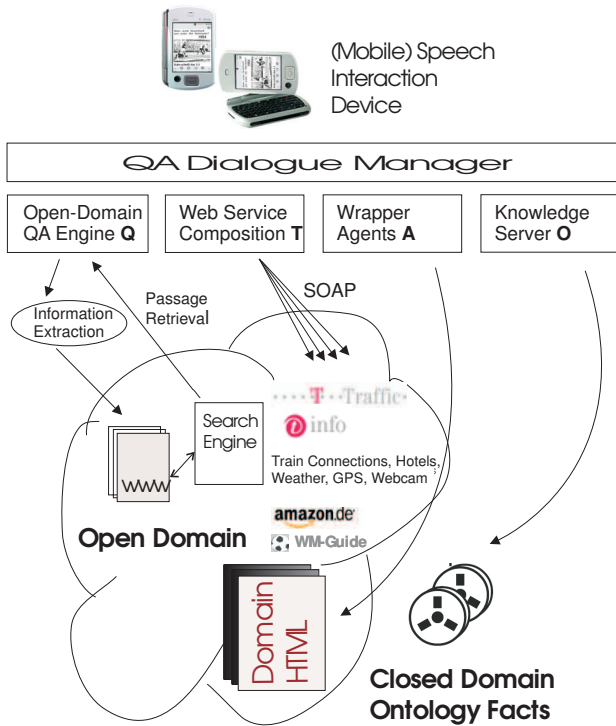 (Mobile) Speech
Interaction
Device
QA Dialogue Manager
Open-Domain
QA Engine Q
Web Service
Composition T
Wrapper
Agents A
Knowledge
Server O
Information
Extraction
Passage
Retrieval
SOAP
Search
Engine
WWW
····T··Traffic·
i info
Train Connections, Hotels,
Weather, GPS, Webcam
amazon.de
WM-Guide
Open Domain
Domain
HTML
Closed Domain
Ontology Facts